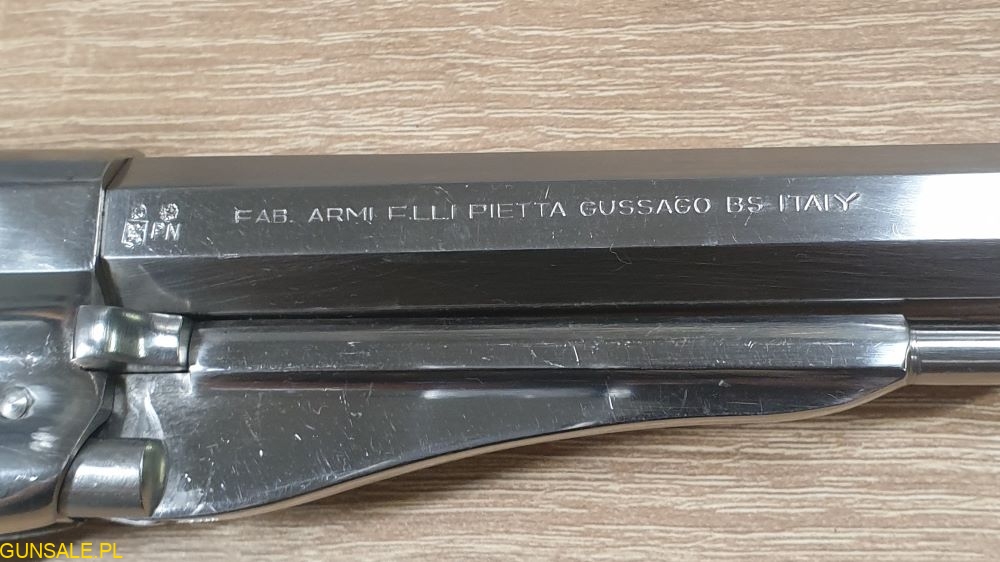 FAB. ARMI F.LLI PIETTA GUSSAGO BS ITALY
PN
GUNSALE.PL